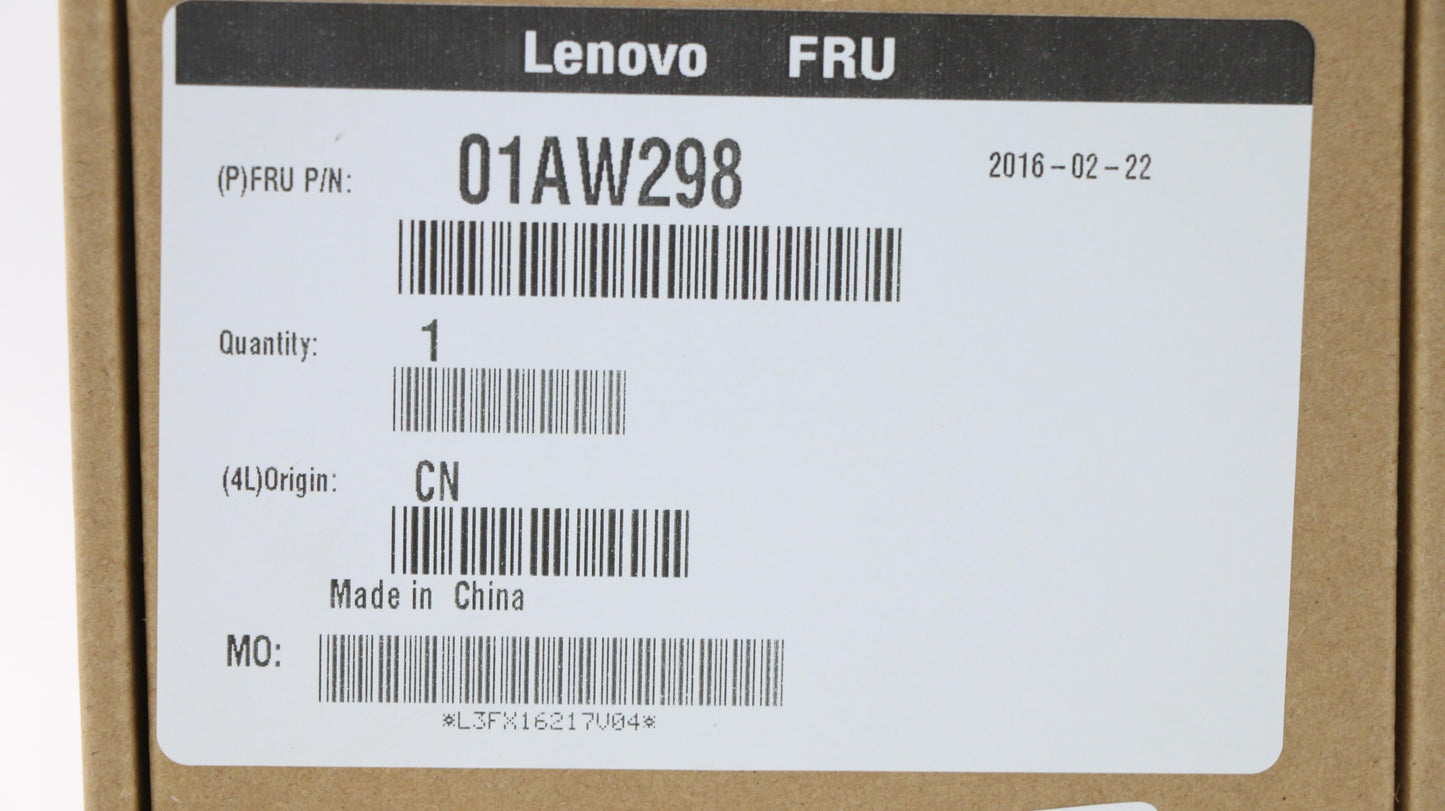 Lenovo FRU
(P)FRU P/N: 01AW298 2016-02-22
Quantity: 1
(4L)Origin: CN
Made in China
MO:
*L3FX16217V04*